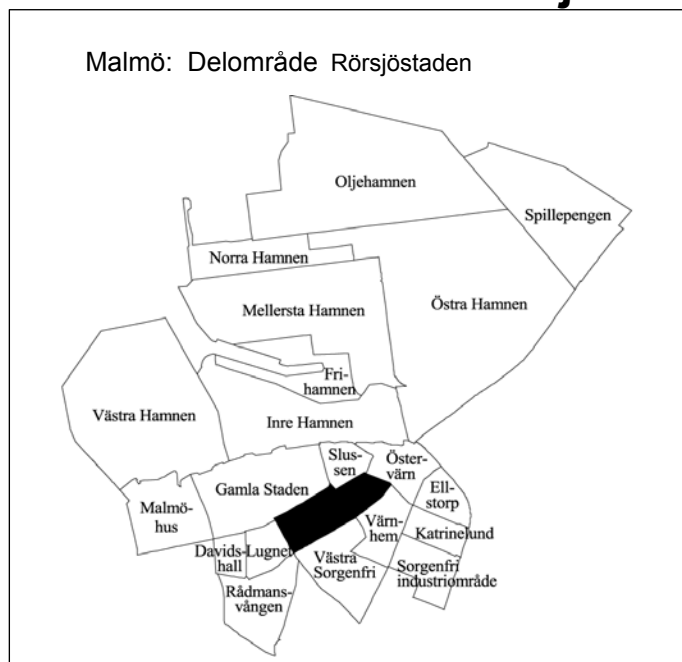 Malmö: Delområde Rörsjöstaden
Oljehamnen
Spillepengen
Norra Hamnen
Mellersta Hamnen
Östra Hamnen
Fri-
hamnen
Västra Hamnen
Inre Hamnen
Slus-
sen
Öster-
värn
Gamla Staden
Ell-
storp
Malmö-
hus
Värn-
hem
Katrinelund
Davids-
hall
Lugnet
Västra
Sorgenfri
Sorgenfri
industriområde
Rådmans-
vången